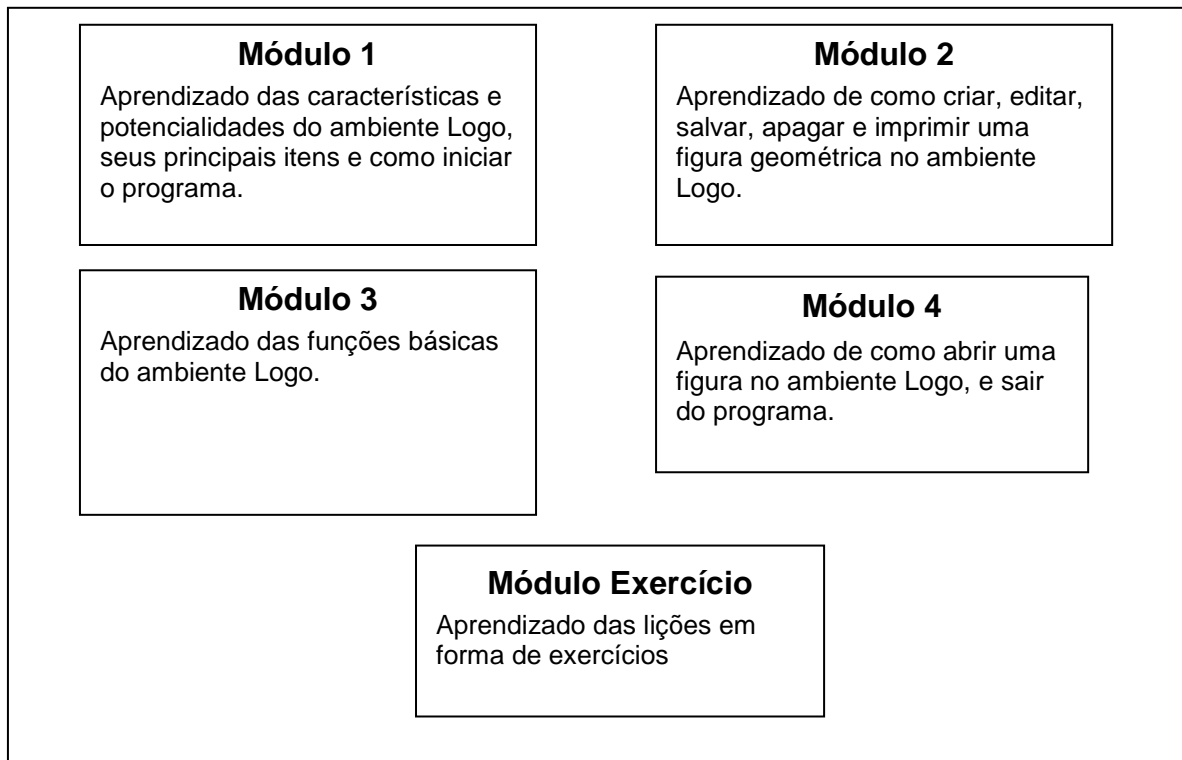 Módulo 1
Aprendizado das características e
potencialidades do ambiente Logo,
seus principais itens e como iniciar
o programa.
Módulo 2
Aprendizado de como criar, editar,
salvar, apagar e imprimir uma
figura geométrica no ambiente
Logo.
Módulo 3
Aprendizado das funções básicas
do ambiente Logo.
Módulo 4
Aprendizado de como abrir uma
figura no ambiente Logo, e sair
do programa.
Módulo Exercício
Aprendizado das lições em
forma de exercícios